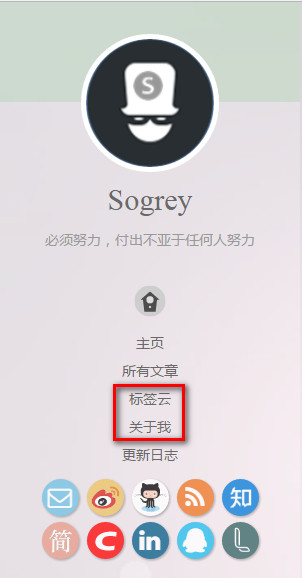 S
Sogrey
必须努力，付出不亚于任何人努力
主页
所有文章
标签云
关于我
更新日志
知
简
in